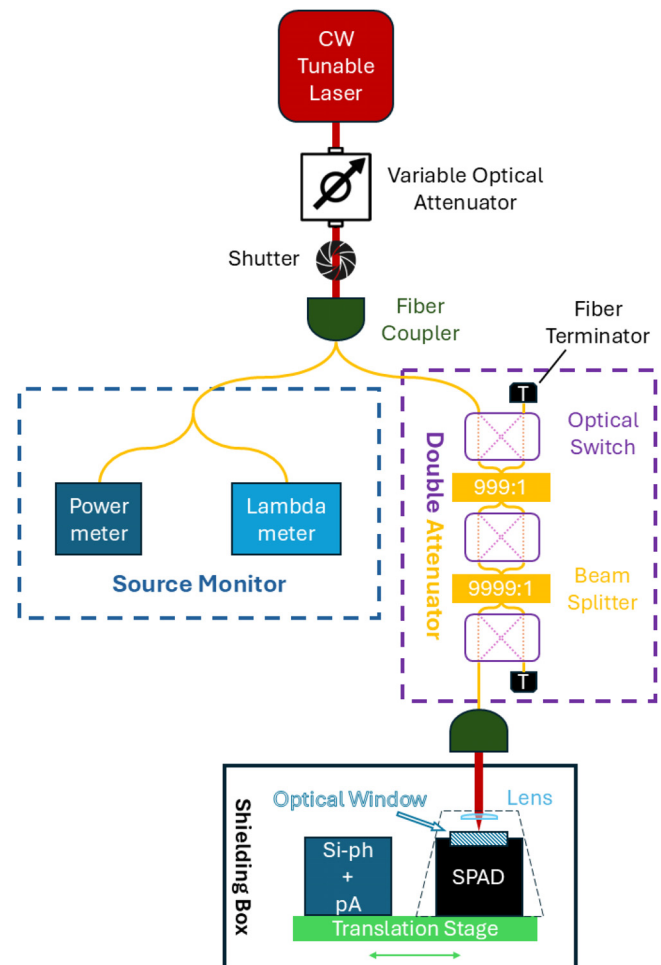 CW
Tunable
Laser
Variable Optical
Attenuator
Shutter
Fiber
Coupler
Fiber
Terminator
T
Optical
Switch
Double Attenuator
999:1
Power
meter
Lambda
meter
Source Monitor
9999:1
Beam
Splitter
T
Shielding Box
Optical Window
Lens
Si-ph
+
pA
SPAD
Translation Stage